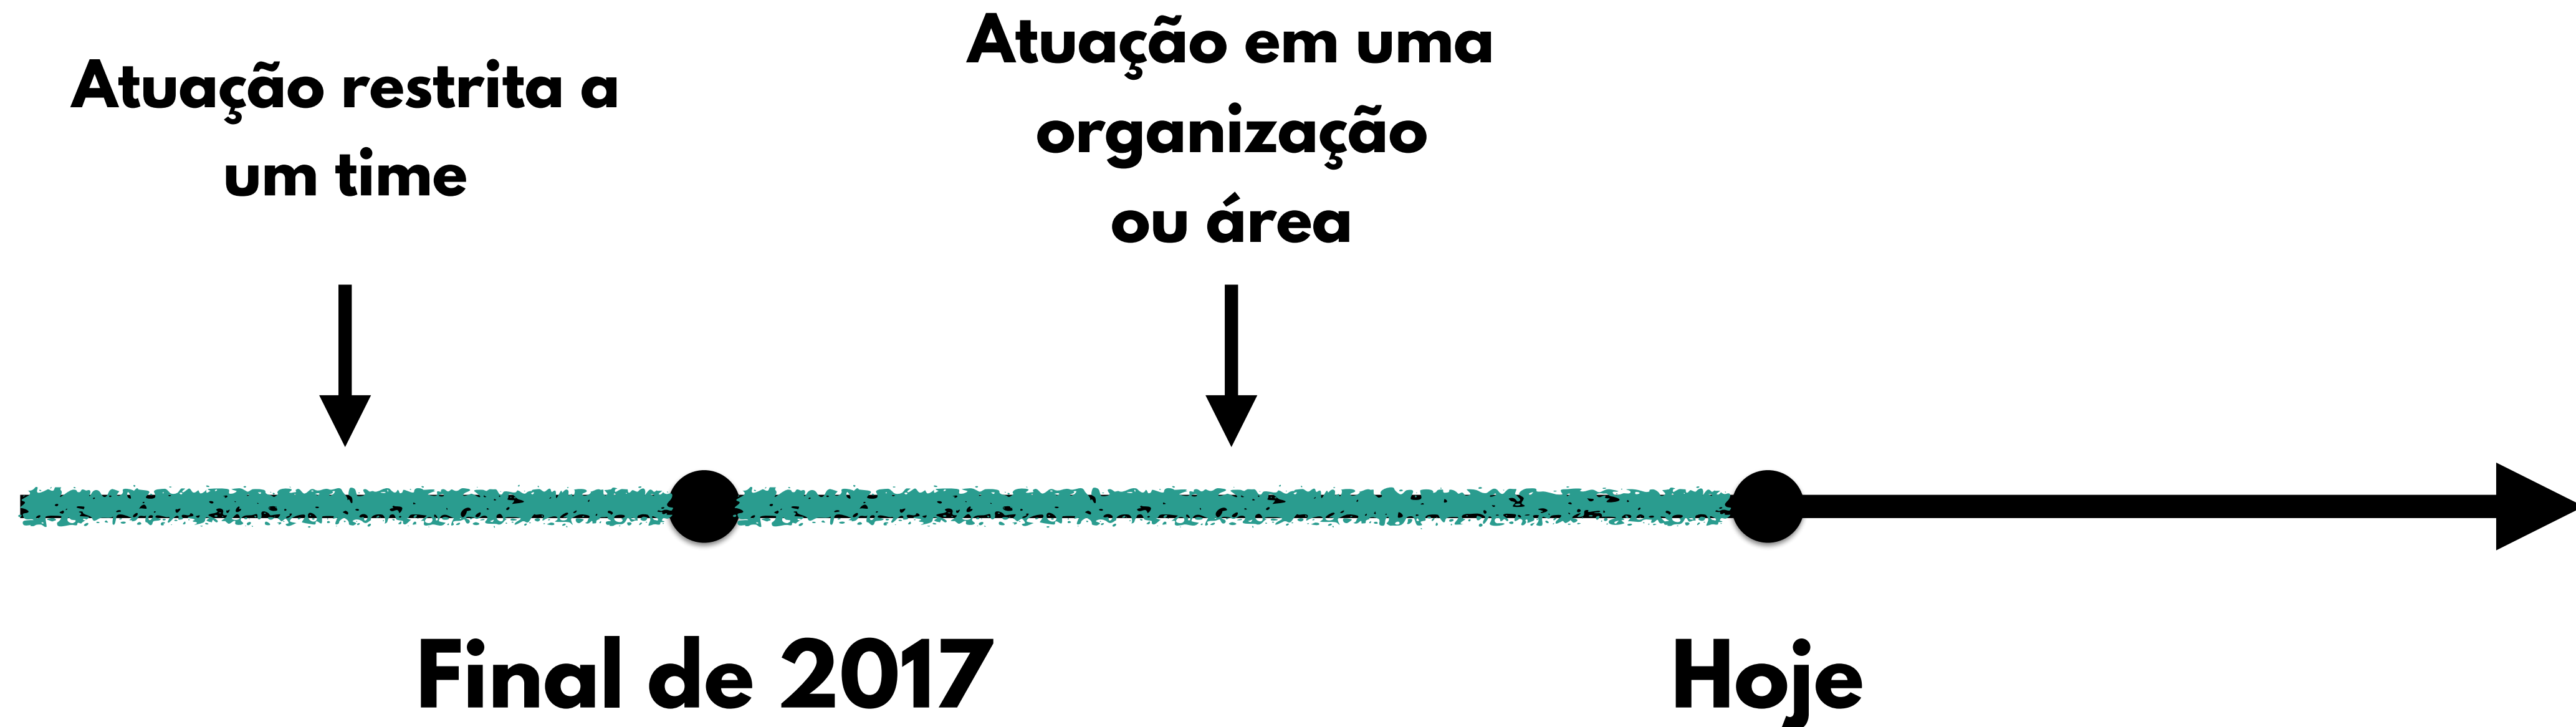 Atuação restrita a
um time
Atuação em uma
organização
ou área
Final de 2017
Hoje